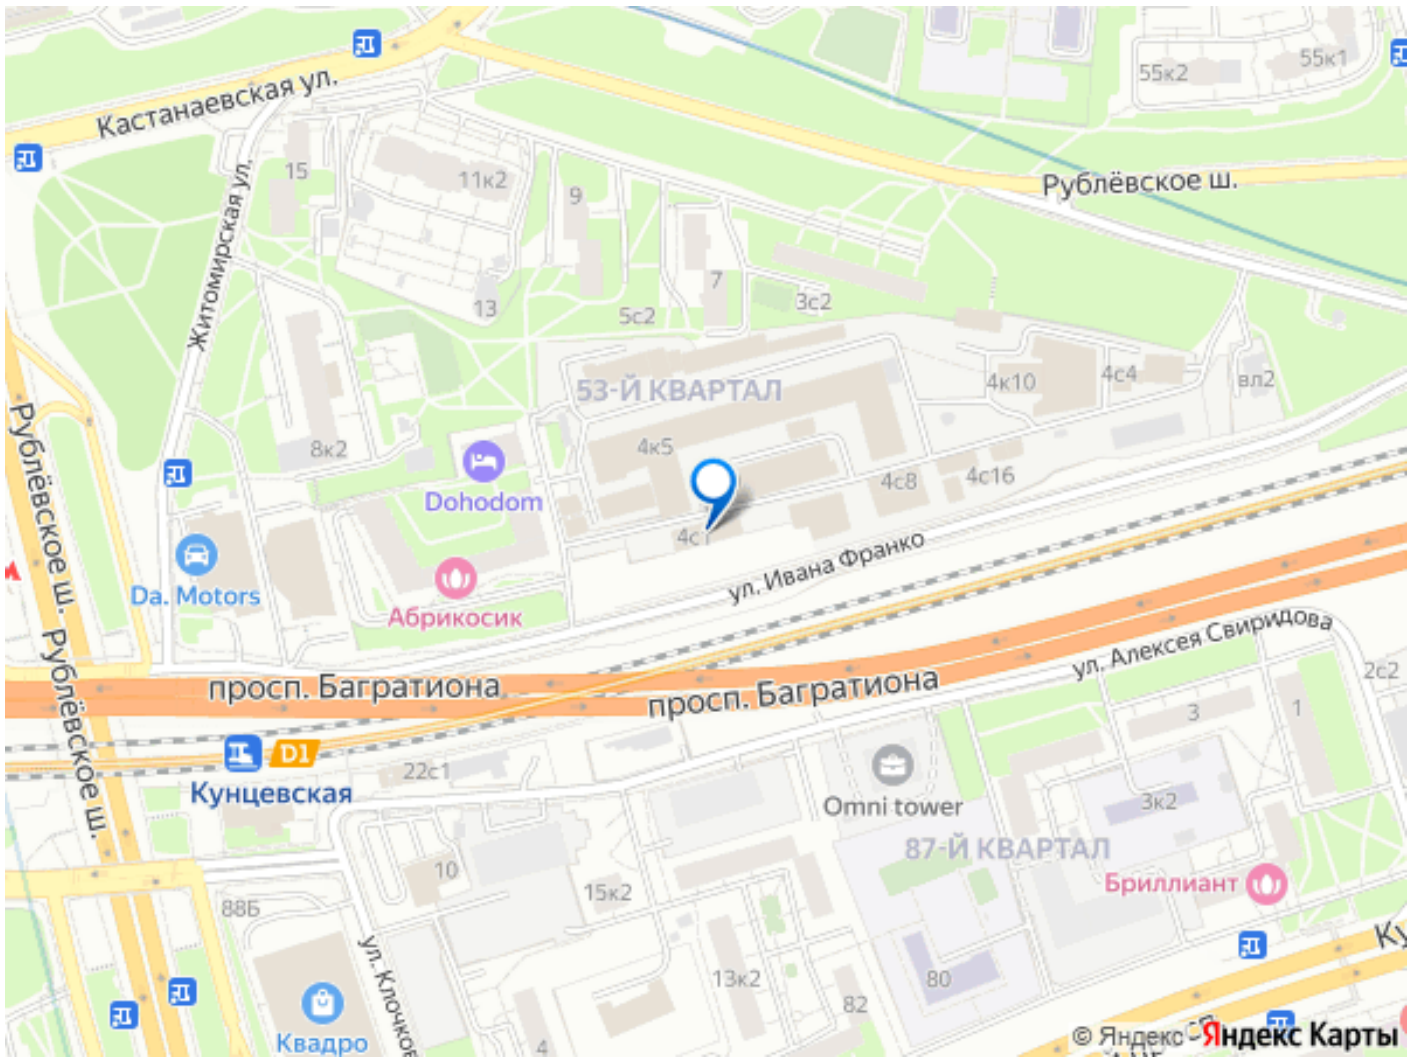 55к2
55к1
Кастанаевская ул.
15
11к2
9
Рублёвское ш.
Житомирская ул.
7
13
5с2
3с2
53-Й КВАРТАЛ
4к10
4с4
вл2
Рублёвское ш.
8к2
4к5
Dohodom
4с8
4с16
4с1
ул. Ивана Франко
Da. Motors
Абрикосик
Рублёвское ш.
просп. Багратиона
просп. Багратиона
ул. Алексея Свиридова
2с2
3
1
D1
22с1
Кунцевская
Omni tower
3к2
87-Й КВАРТАЛ
10
15к2
Бриллиант
88Б
ул. Клочков
13к2
80
82
Квадро
4
© Яндекс
Яндекс Карты